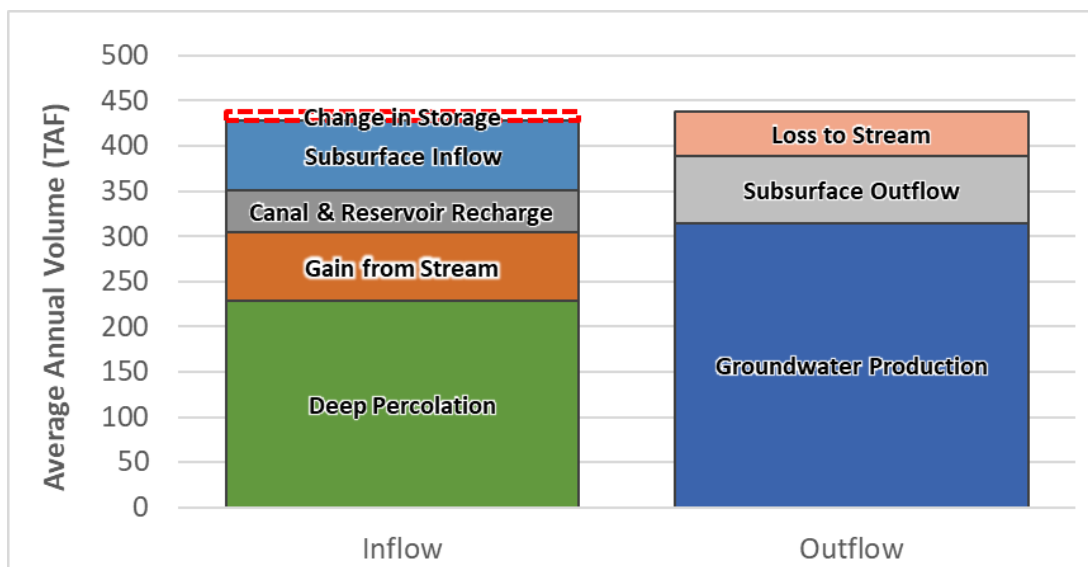 Average Annual Volume (TAF)
500
450
400
350
300
250
200
150
100
50
0
Change in Storage
Subsurface Inflow
Canal & Reservoir Recharge
Gain from Stream
Deep Percolation
Loss to Stream
Subsurface Outflow
Groundwater Production
Inflow
Outflow